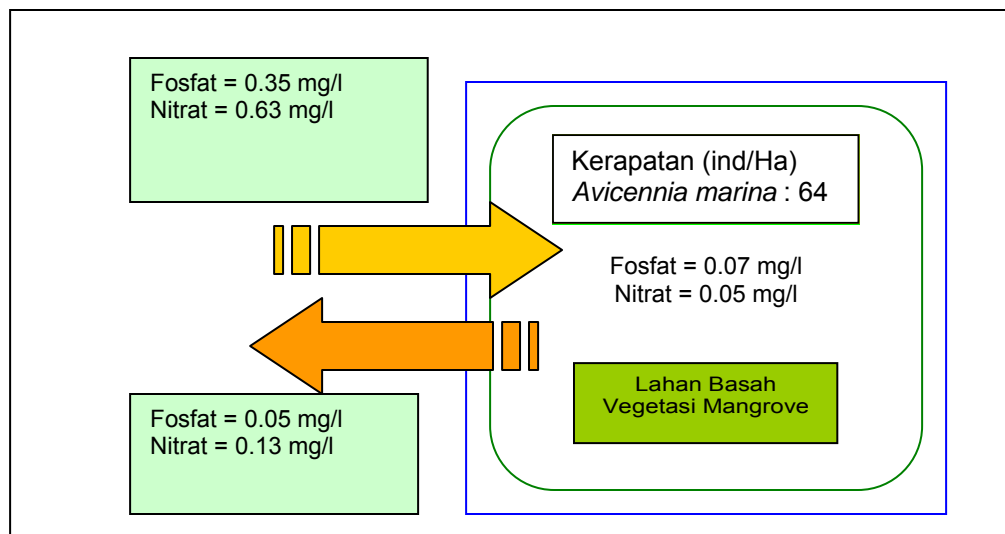 Fosfat = 0.35 mg/l
Nitrat = 0.63 mg/l
Kerapatan (ind/Ha)
Avicennia marina : 64
Fosfat = 0.07 mg/l
Nitrat = 0.05 mg/l
Lahan Basah
Vegetasi Mangrove
Fosfat = 0.05 mg/l
Nitrat = 0.13 mg/l